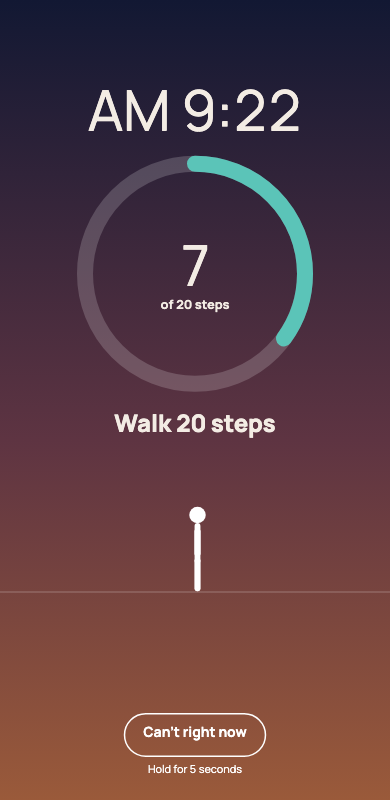 AM 9:22
7
of 20 steps
Walk 20 steps
Can't right now
Hold for 5 seconds